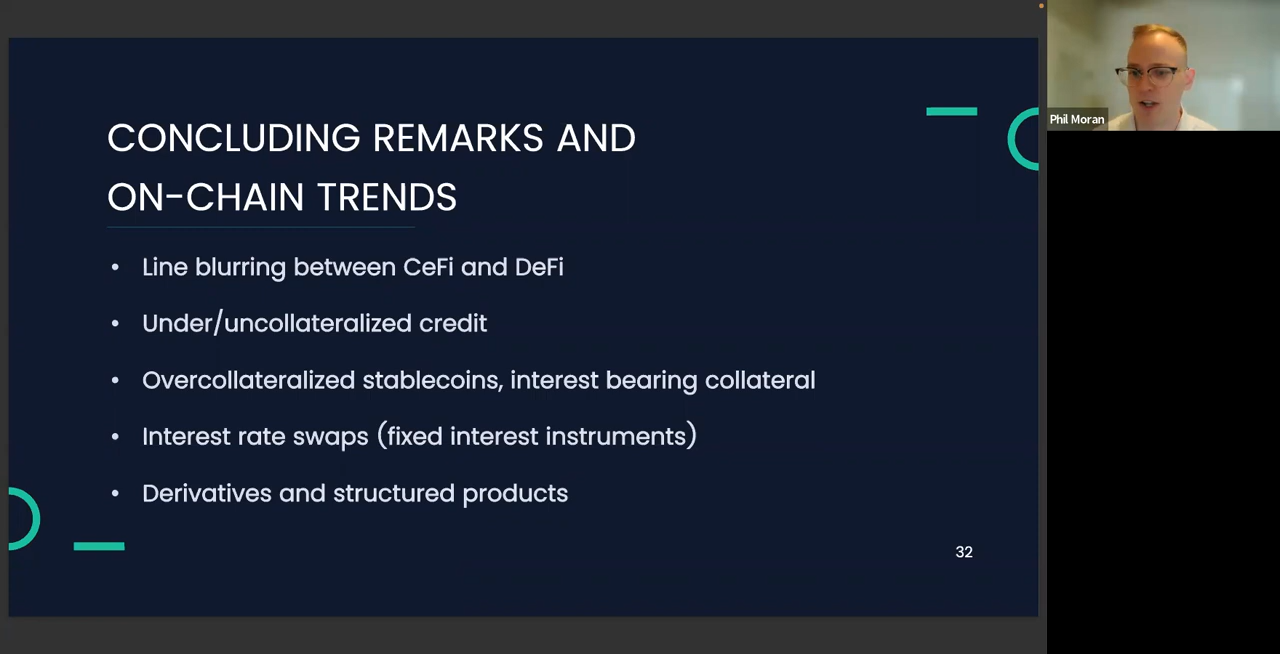 CONCLUDING REMARKS AND
ON-CHAIN TRENDS
• Line blurring between CeFi and DeFi
• Under/uncollateralized credit
• Overcollateralized stablecoins, interest bearing collateral
• Interest rate swaps (fixed interest instruments)
• Derivatives and structured products
32
Phil Moran